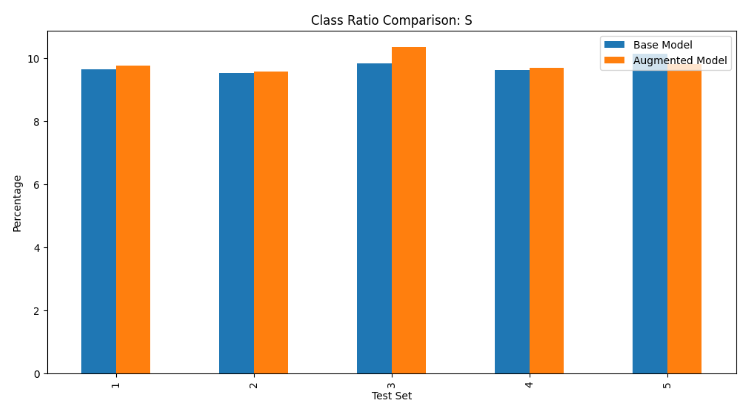 Class Ratio Comparison: S
Base Model
Augmented Model
Percentage
10
8
6
4
2
0
1
2
3
4
5
Test Set